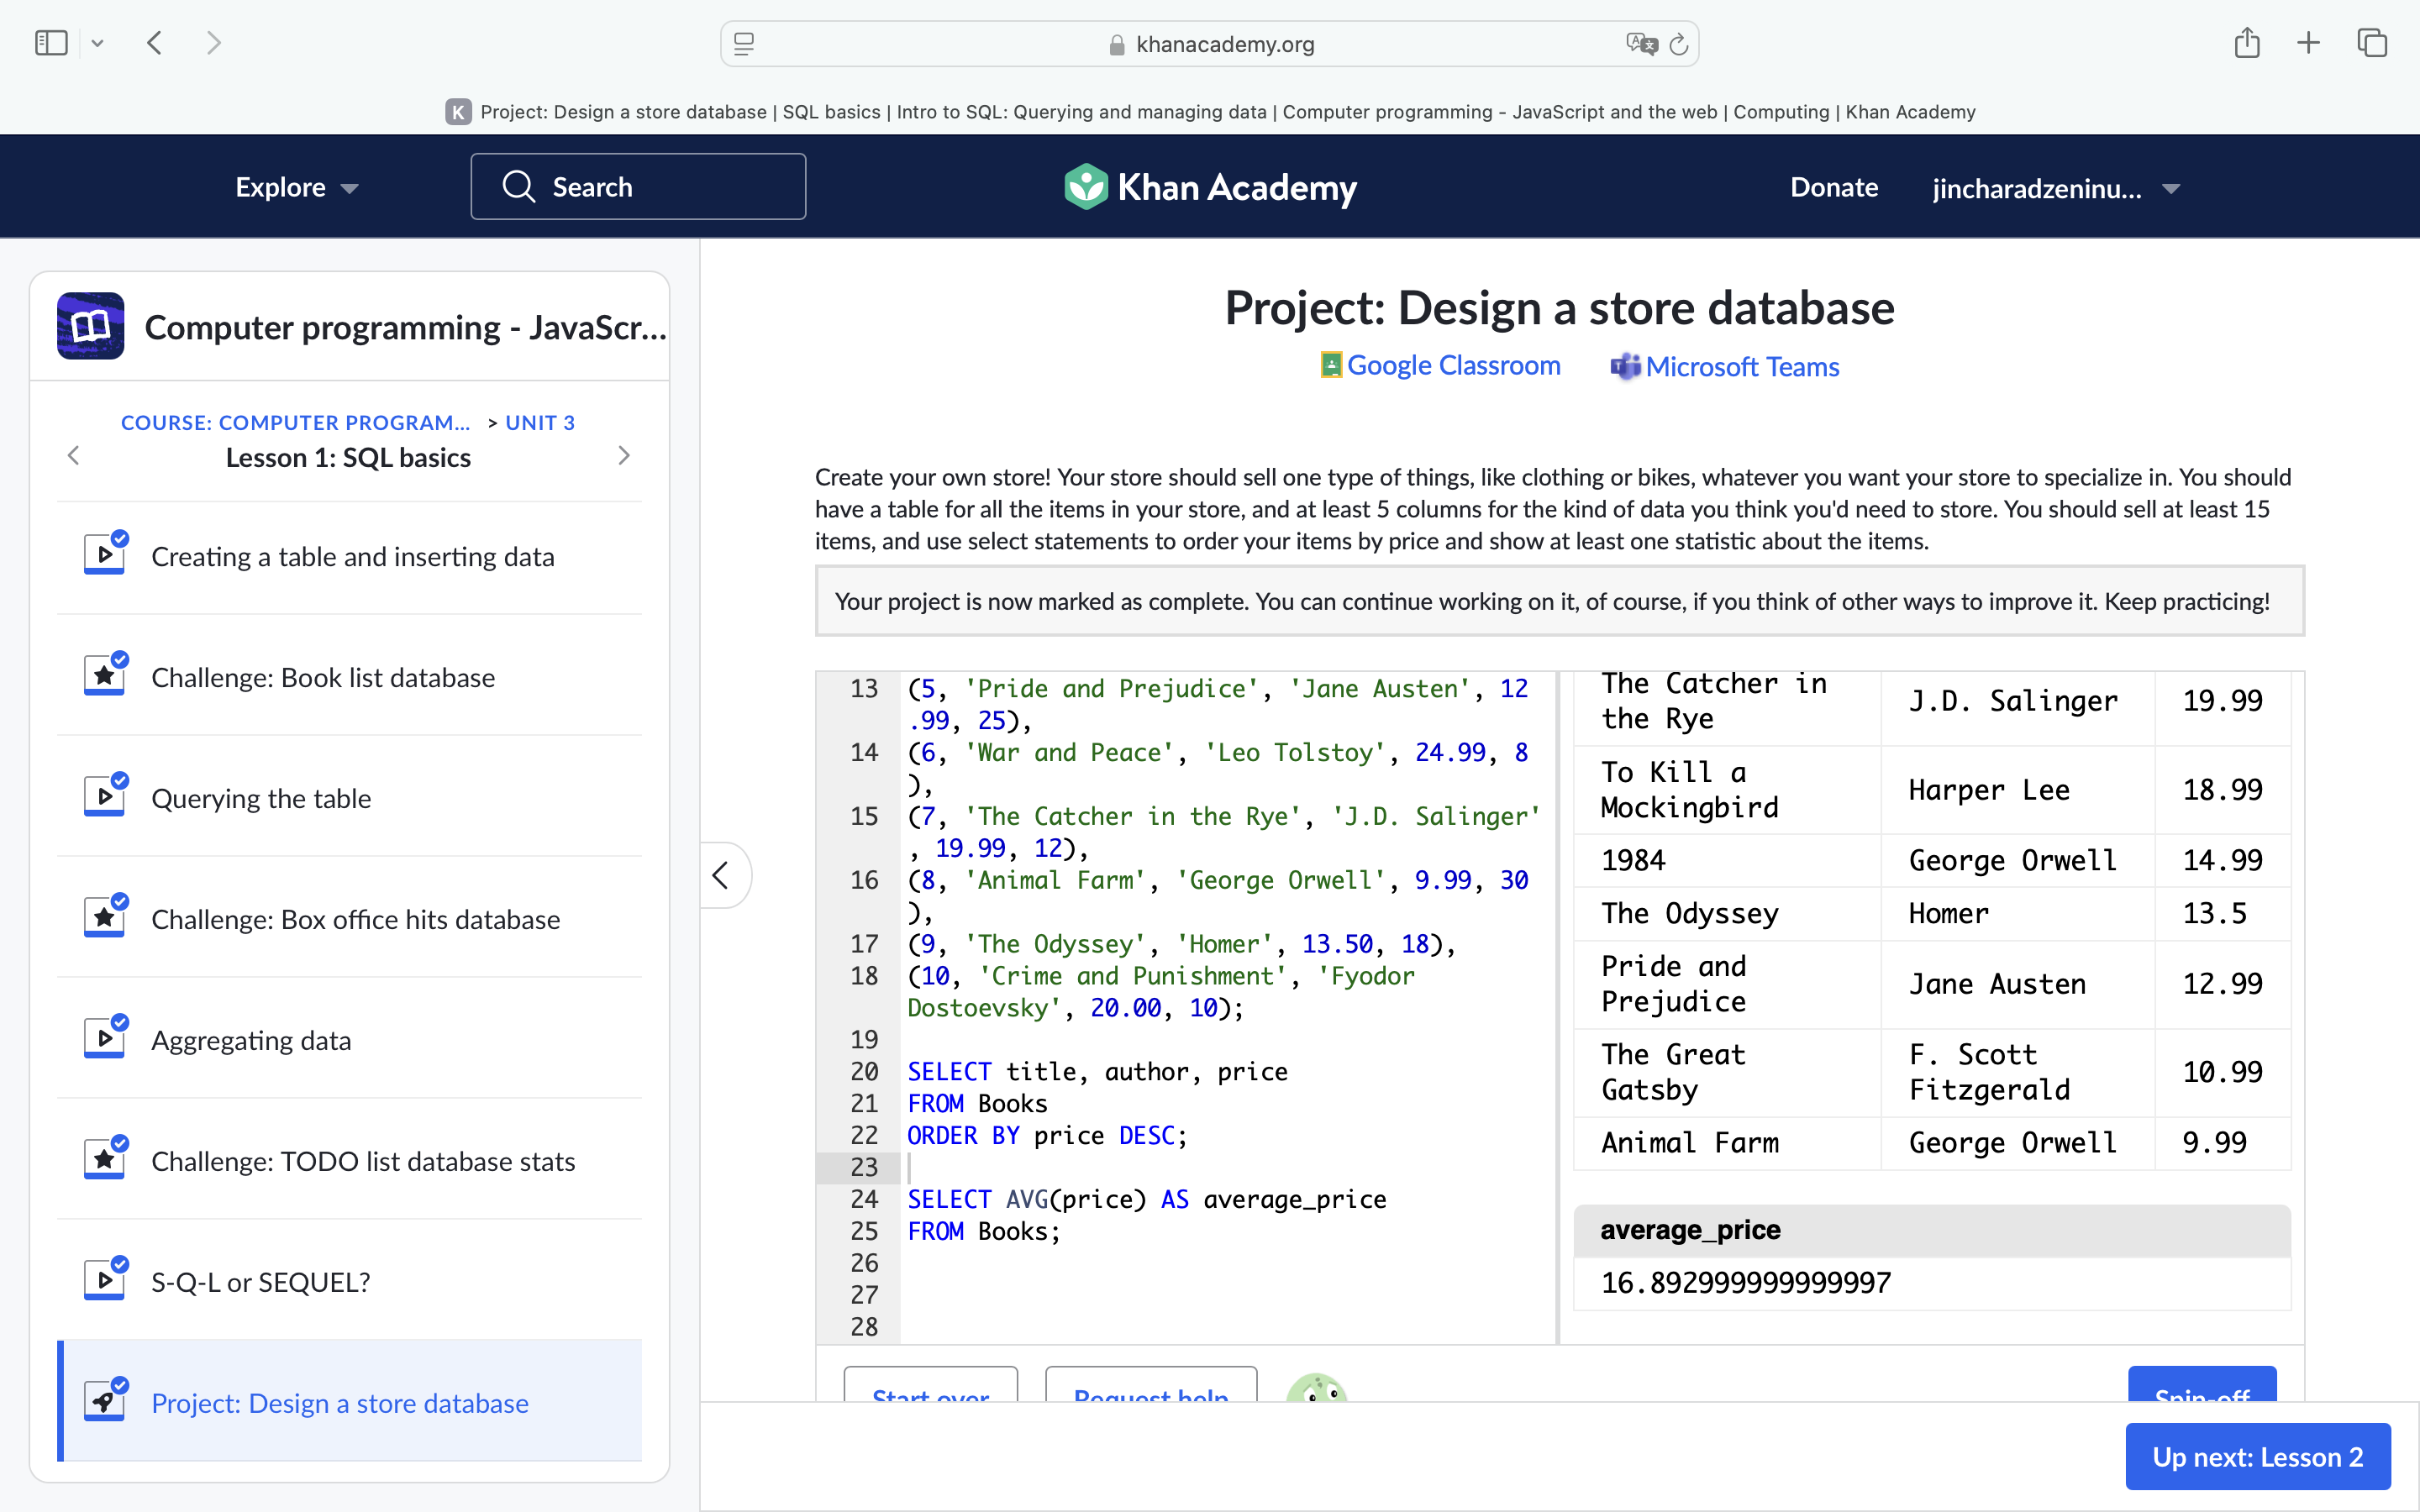 khanacademy.org
K Project: Design a store database | SQL basics | Intro to SQL: Querying and managing data | Computer programming - JavaScript and the web | Computing | Khan Academy
Explore
Search
Khan Academy
Donate
jincharadzeninu...
Computer programming - JavaScr...
COURSE: COMPUTER PROGRAM... > UNIT 3
Lesson 1: SQL basics
Creating a table and inserting data
Challenge: Book list database
Querying the table
Challenge: Box office hits database
Aggregating data
Challenge: TODO list database stats
S-Q-L or SEQUEL?
Project: Design a store database
Project: Design a store database
Google Classroom
Microsoft Teams
Create your own store! Your store should sell one type of things, like clothing or bikes, whatever you want your store to specialize in. You should
have a table for all the items in your store, and at least 5 columns for the kind of data you think you'd need to store. You should sell at least 15
items, and use select statements to order your items by price and show at least one statistic about the items.
Your project is now marked as complete. You can continue working on it, of course, if you think of other ways to improve it. Keep practicing!
13 (5, 'Pride and Prejudice', 'Jane Austen', 12
.99, 25),
14 (6, 'War and Peace', 'Leo Tolstoy', 24.99, 8
),
15 (7, 'The Catcher in the Rye', 'J.D. Salinger'
, 19.99, 12),
16 (8, 'Animal Farm', 'George Orwell', 9.99, 30
),
17 (9, 'The Odyssey', 'Homer', 13.50, 18),
18 (10, 'Crime and Punishment', 'Fyodor
Dostoevsky', 20.00, 10);
19
20 SELECT title, author, price
21 FROM Books
22 ORDER BY price DESC;
23
24 SELECT AVG(price) AS average_price
25 FROM Books;
26
27
28
The Catcher in
the Rye
J.D. Salinger
19.99
To Kill a
Mockingbird
Harper Lee
18.99
1984
George Orwell
14.99
The Odyssey
Homer
13.5
Pride and
Prejudice
Jane Austen
12.99
The Great
Gatsby
F. Scott
Fitzgerald
10.99
Animal Farm
George Orwell
9.99
average_price
16.892999999999997
Start over
Request help
Spin-off
Up next: Lesson 2